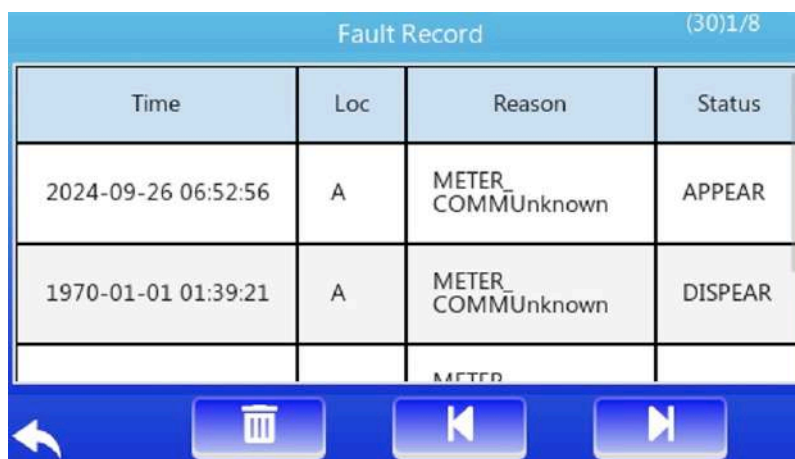 Fault Record
(30)1/8
Time Loc Reason Status
2024-09-26 06:52:56 A METER_
COMMUnknown APPEAR
1970-01-01 01:39:21 A METER_
COMMUnknown DISPEAR